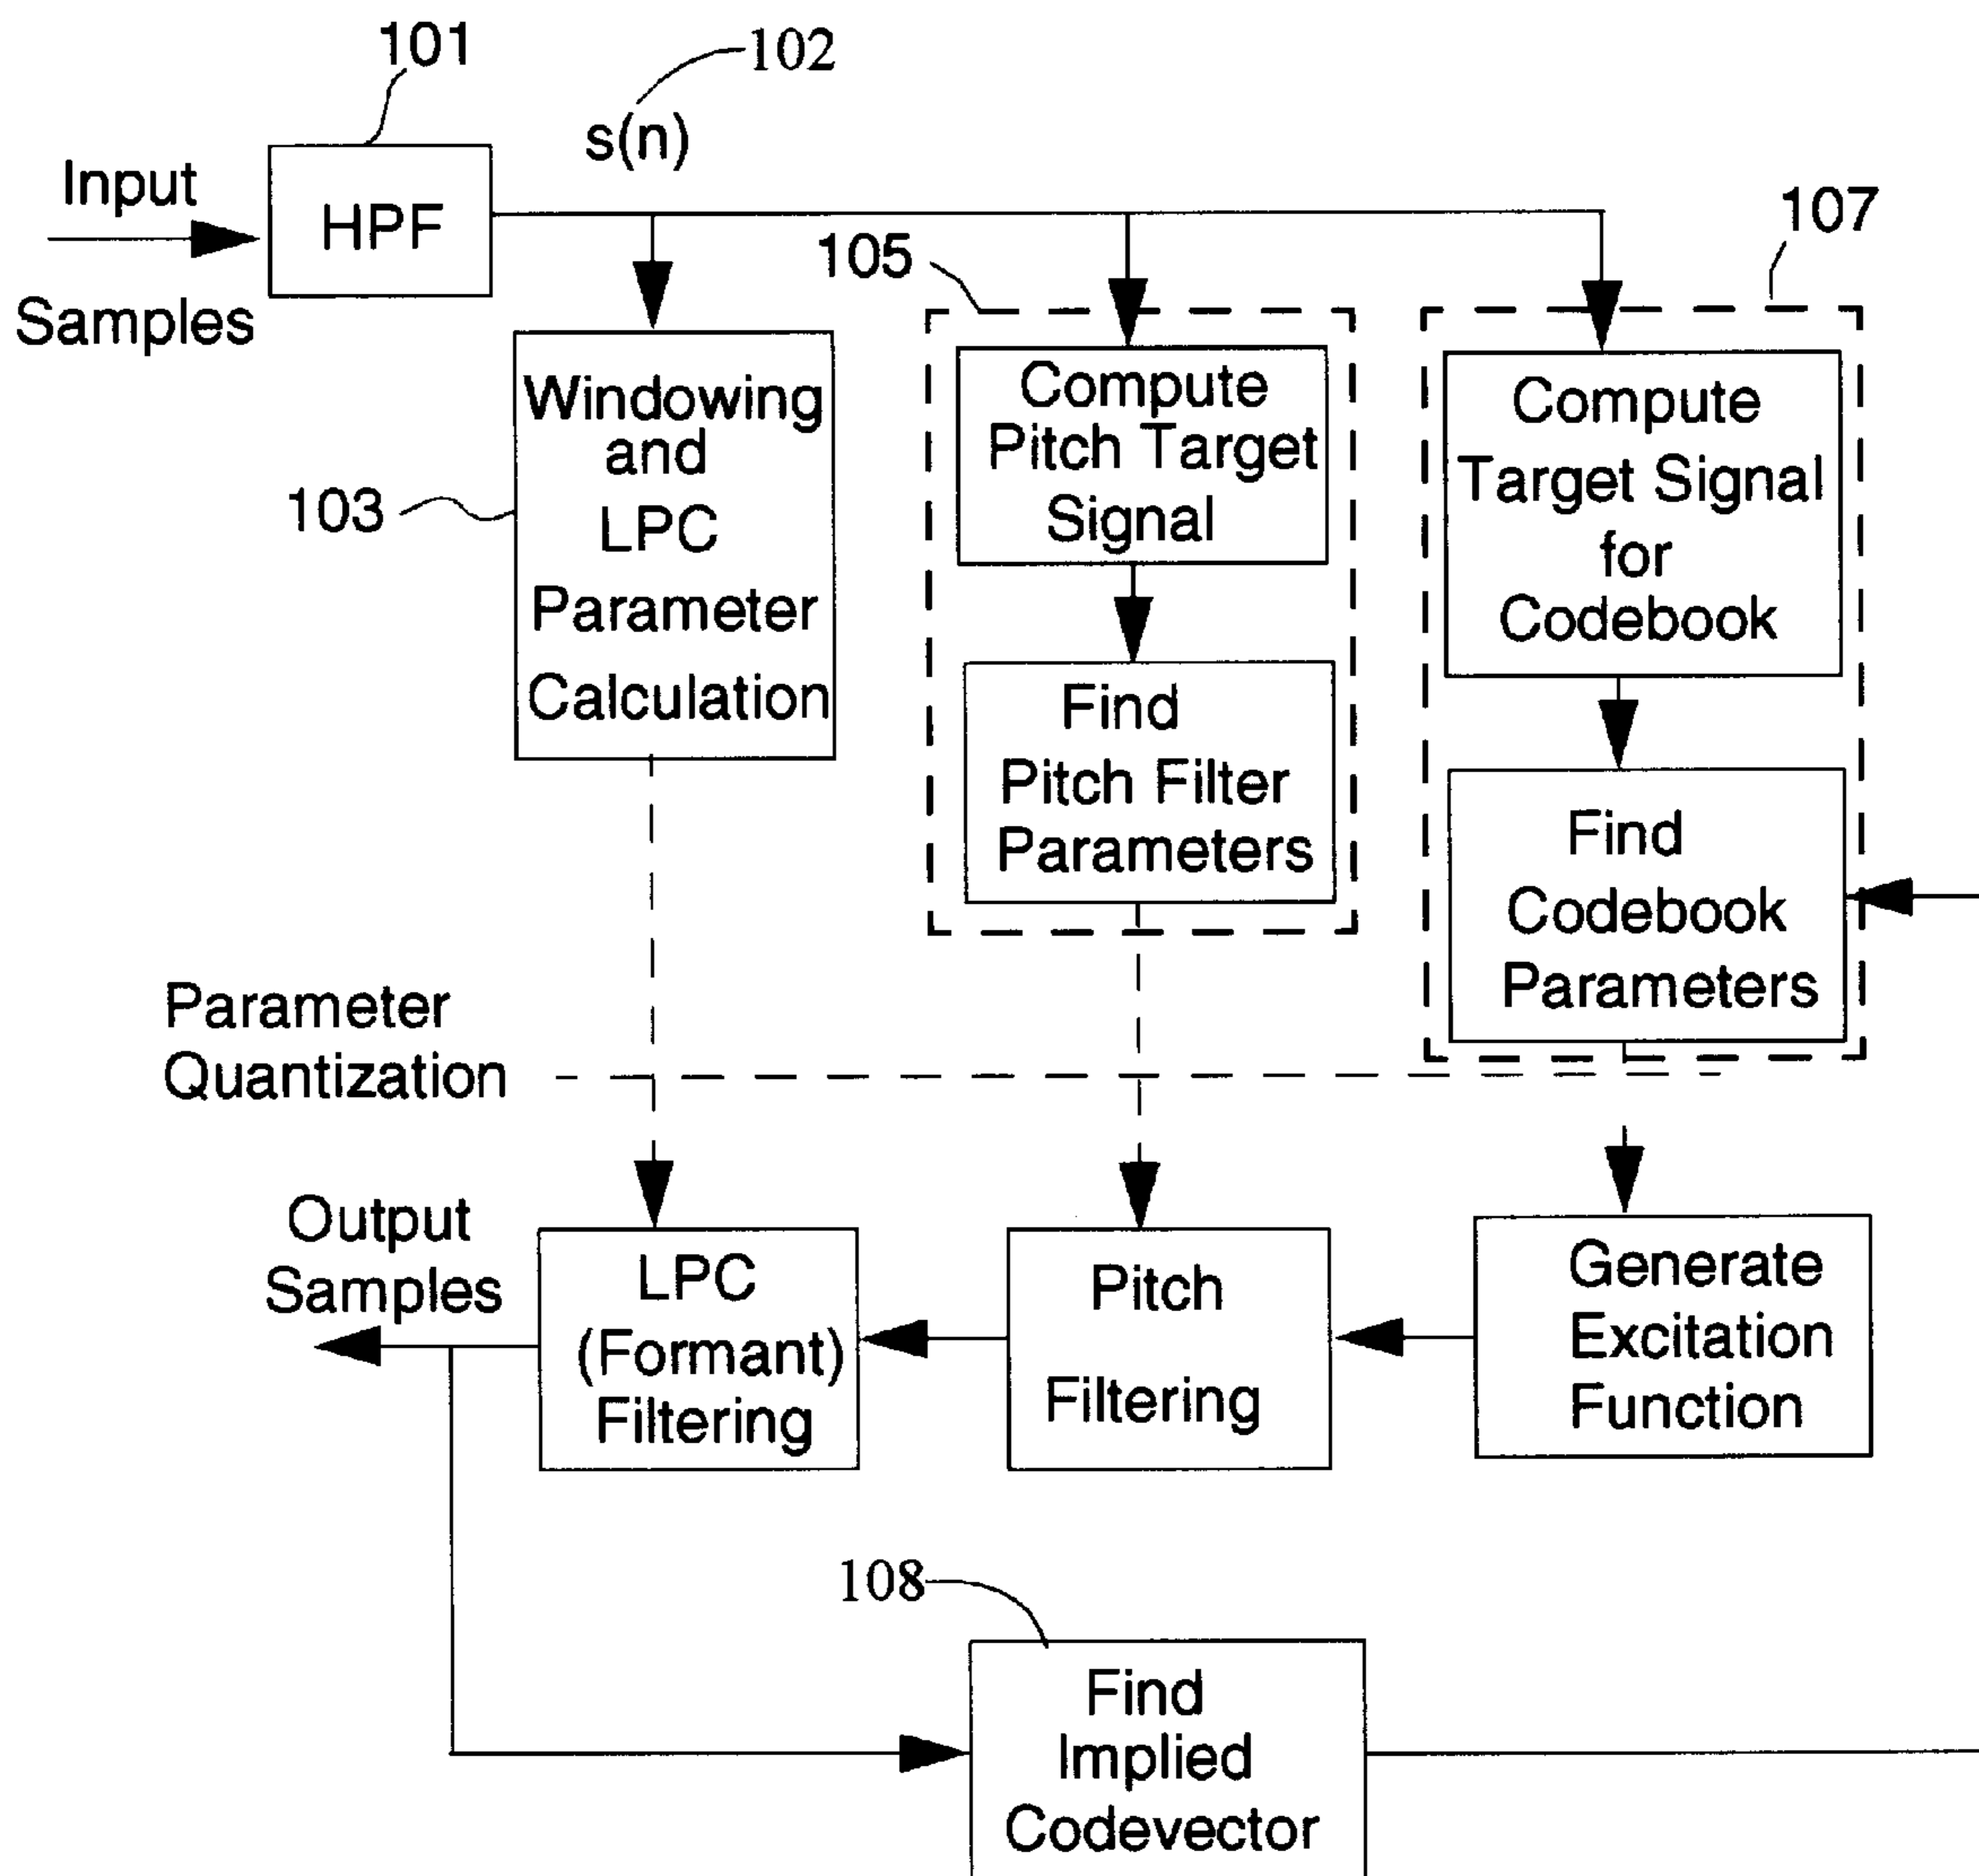 101
102
s(n)
Input
Samples
HPF
105
107
103
Windowing
and
LPC
Parameter
Calculation
Compute
Pitch Target
Signal
Compute
Target Signal
for
Codebook
Find
Pitch Filter
Parameters
Find
Codebook
Parameters
Parameter
Quantization
Output
Samples
LPC
(Formant)
Filtering
Pitch
Filtering
Generate
Excitation
Function
108
Find
Implied
Codevector